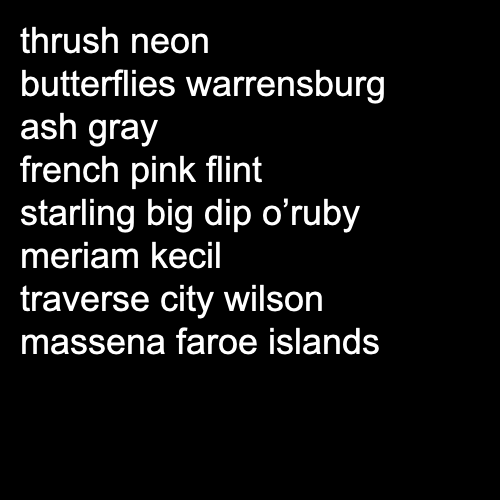 thrush neon
butterflies warrensburg
ash gray
french pink flint
starling big dip o’ruby
meriam kecil
traverse city wilson
massena faroe islands